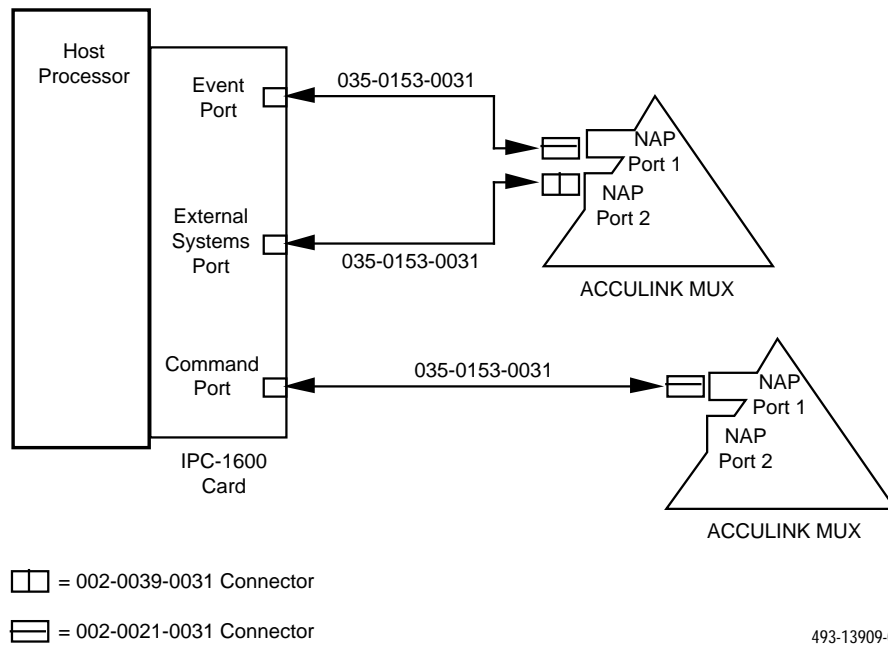 Host
Processor
Event
Port
035-0153-0031
NAP
Port 1
NAP
Port 2
External
Systems
Port
035-0153-0031
ACCULINK MUX
Command
Port
035-0153-0031
NAP
Port 1
NAP
Port 2
IPC-1600
Card
ACCULINK MUX
= 002-0039-0031 Connector
= 002-0021-0031 Connector